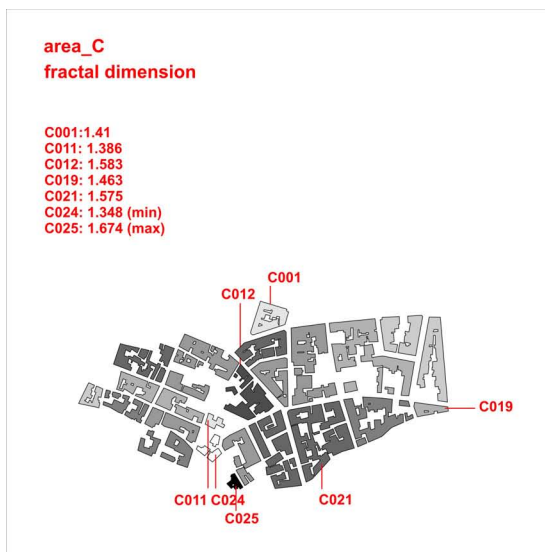 area_C
fractal dimension
C001:1.41
C011: 1.386
C012: 1.583
C019: 1.463
C021: 1.575
C024: 1.348 (min)
C025: 1.674 (max)
C001
C012
C019
C011
C024
C021
C025